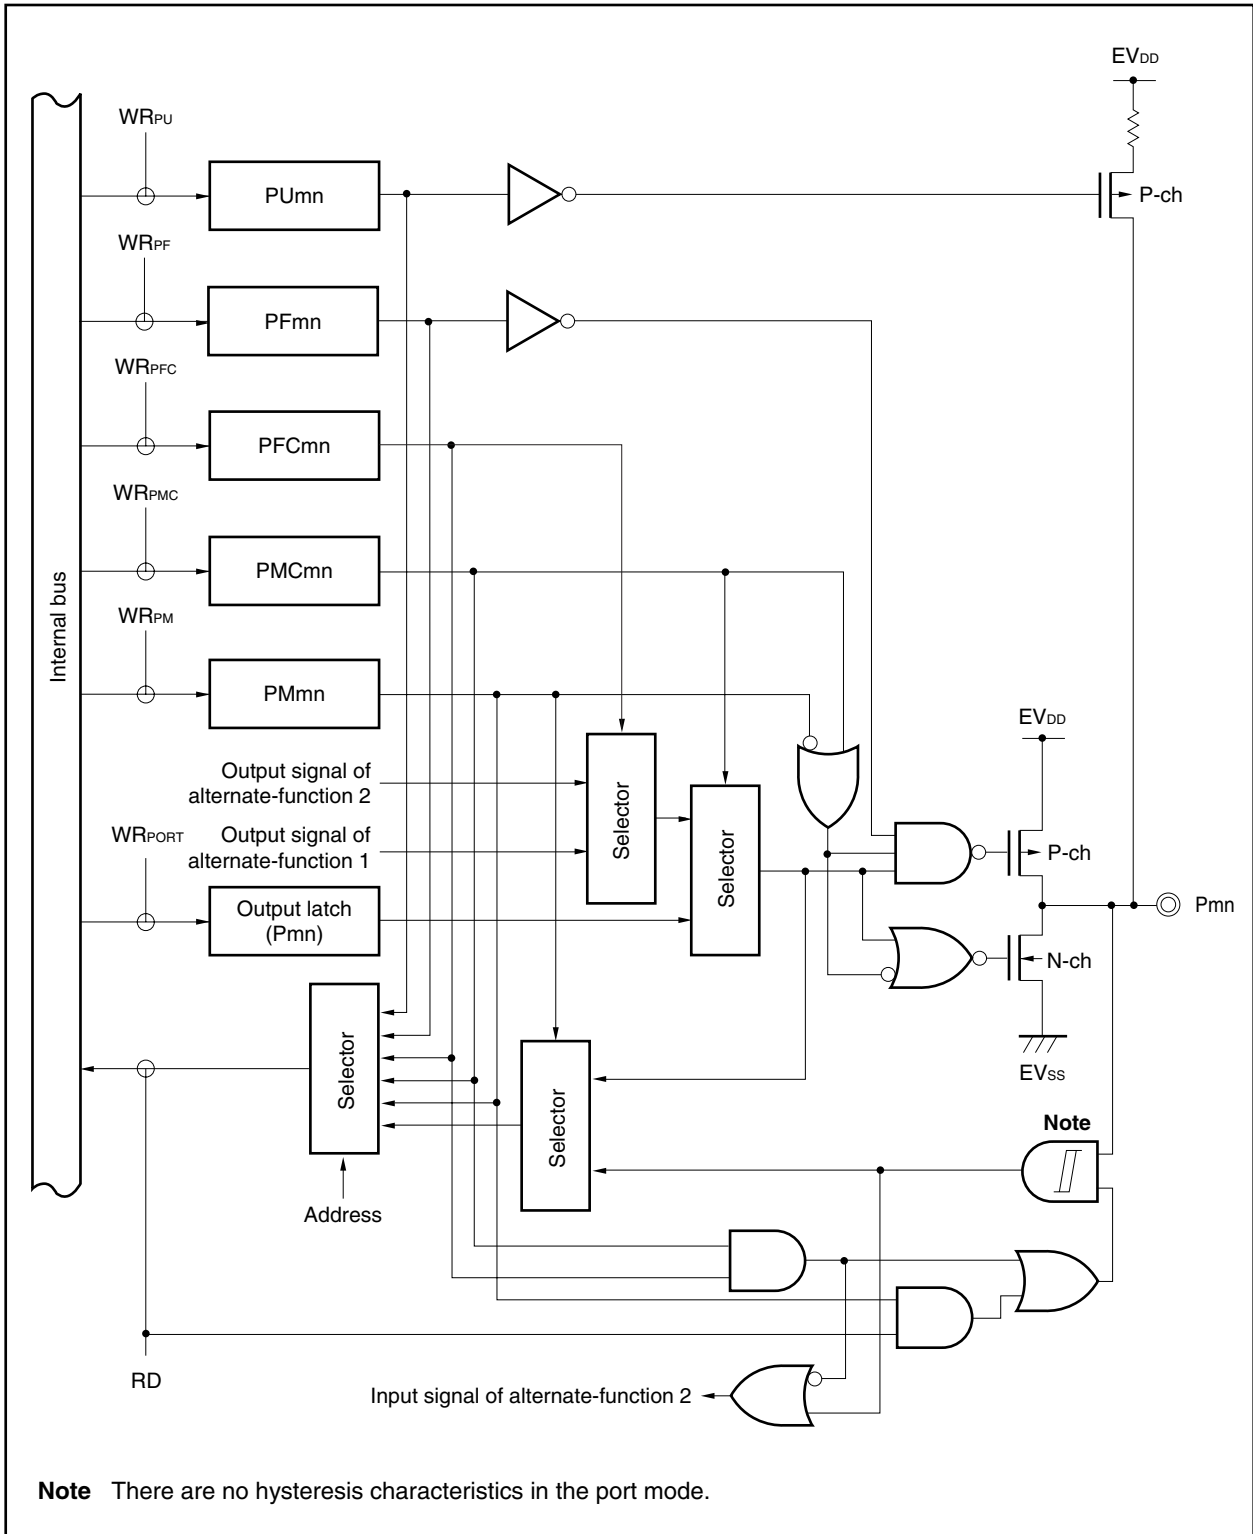 EVDD
WRPU
PUmn
P-ch
WRPF
PFmn
WRPFC
PFCmn
WRPMC
PMCmn
Internal bus
WRPM
PMmn
EVDD
Output signal of
alternate-function 2
Selector
Selector
WRPORT
Output signal of
alternate-function 1
P-ch
Output latch
(Pmn)
Pmn
N-ch
Selector
Selector
EVSS
Note
Address
RD
Input signal of alternate-function 2
Note There are no hysteresis characteristics in the port mode.